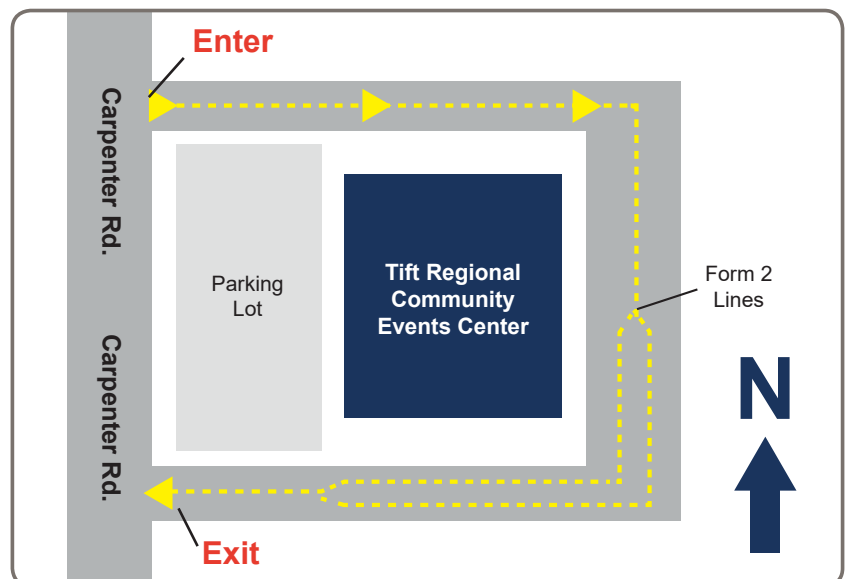 Enter
Carpenter Rd.
Parking
Lot
Tift Regional
Community
Events Center
Form 2
Lines
Carpenter Rd.
N
Exit